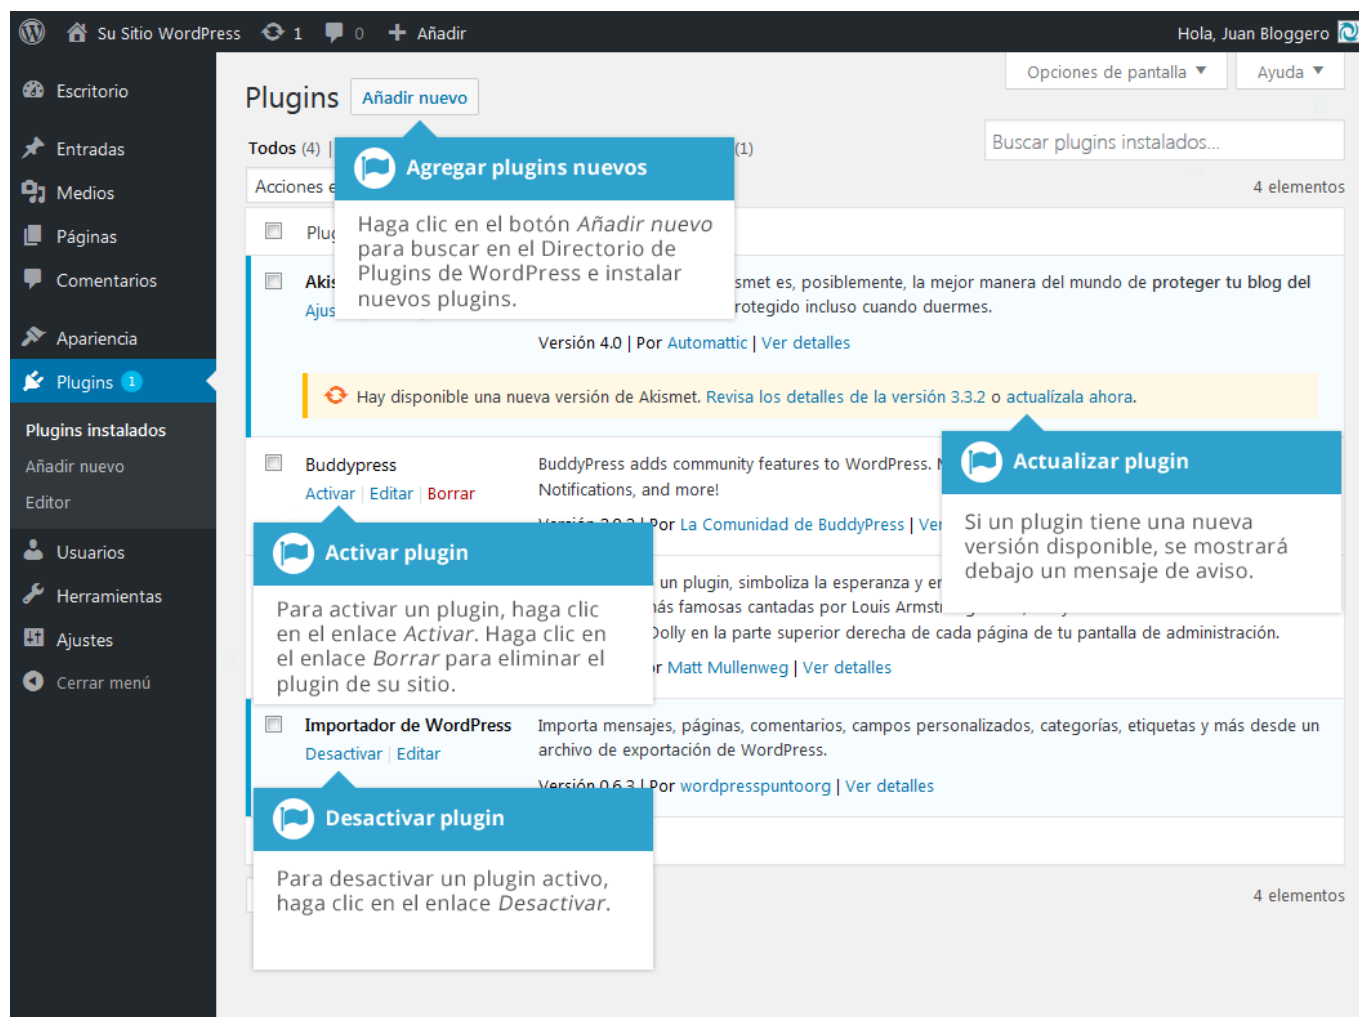 Su Sitio WordPress 1 0 Añadir Hola, Juan Bloggero
Opciones de pantalla Ayuda
Escritorio
Entradas
Medios
Páginas
Comentarios
Apariencia
Plugins 1
Plugins instalados
Añadir nuevo
Editor
Usuarios
Herramientas
Ajustes
Cerrar menú
Plugins Añadir nuevo
Todos (4) | (1)
Buscar plugins instalados...
Acciones
4 elementos
Agregar plugins nuevos
Haga clic en el botón Añadir nuevo
para buscar en el Directorio de
Plugins de WordPress e instalar
nuevos plugins.
es, posiblemente, la mejor manera del mundo de proteger tu blog del
incluso cuando duermes.
Versión 4.0 | Por Automattic | Ver detalles
Hay disponible una nueva versión de Akismet. Revisa los detalles de la versión 3.3.2 o actualízala ahora.
Actualizar plugin
Si un plugin tiene una nueva
versión disponible, se mostrará
debajo un mensaje de aviso.
Buddypress
Activar | Editar | Borrar
BuddyPress adds community features to WordPress.
Notifications, and more!
Por La Comunidad de BuddyPress |
Activar plugin
Para activar un plugin, haga clic
en el enlace Activar. Haga clic en
el enlace Borrar para eliminar el
plugin de su sitio.
un plugin, simboliza la esperanza y
más famosas cantadas por Louis
Dolly en la parte superior derecha de cada página de tu pantalla de administración.
Matt Mullenweg | Ver detalles
Importador de WordPress
Desactivar | Editar
Importa mensajes, páginas, comentarios, campos personalizados, categorías, etiquetas y más desde un
archivo de exportación de WordPress.
Versión 0.6.3 | Por wordpresspuntoorg | Ver detalles
Desactivar plugin
Para desactivar un plugin activo,
haga clic en el enlace Desactivar.
4 elementos